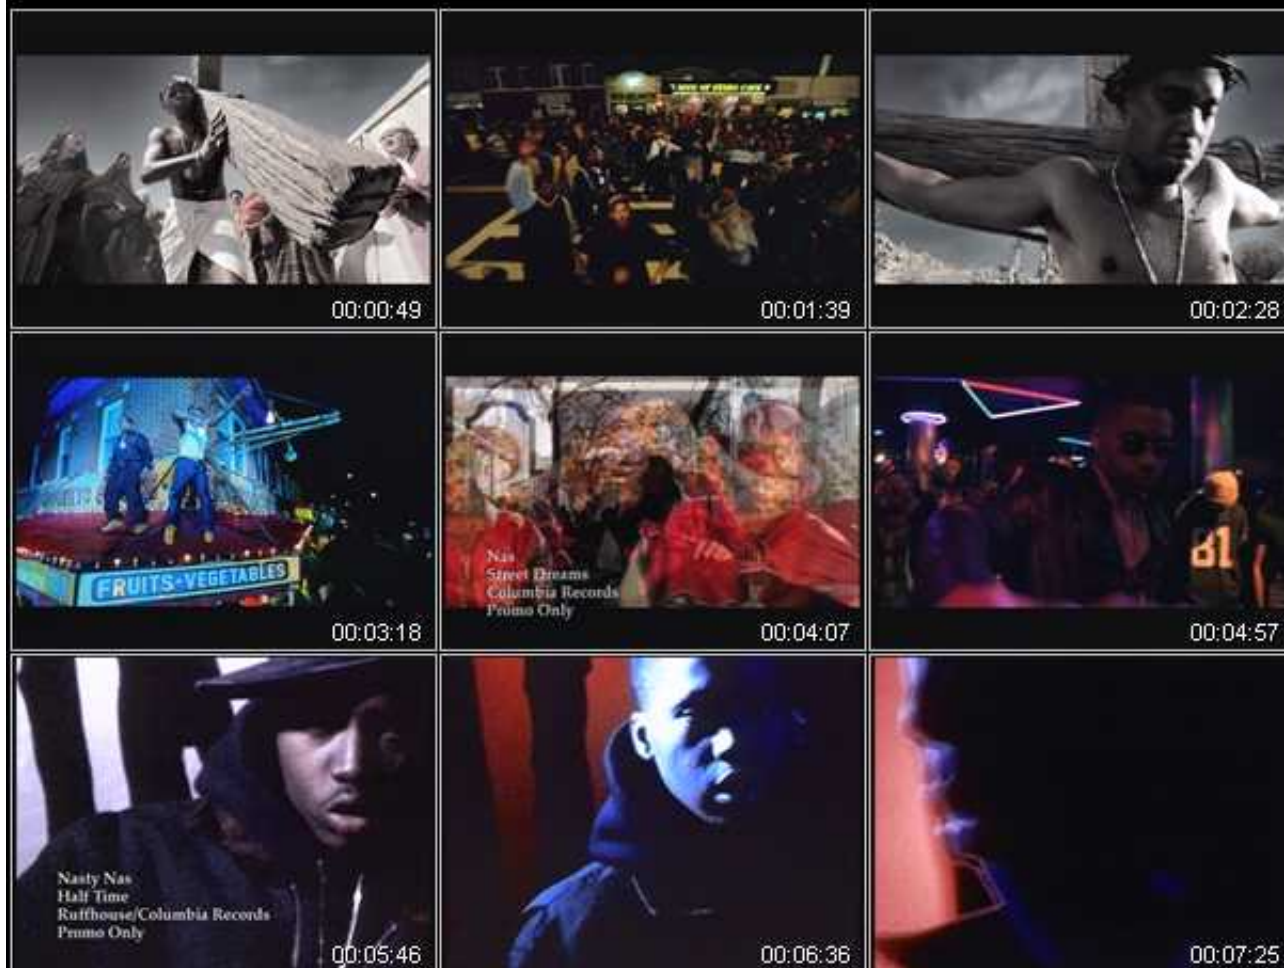 00:00:49
00:01:39
00:02:28
FRUITS-VEGETABLES
00:03:18
Nas
Street Dreams
Columbia Records
Promo Only
00:04:07
81
00:04:57
Nasty Nas
Half Time
Ruffhouse/Columbia Records
Promo Only
00:05:46
00:06:36
00:07:25